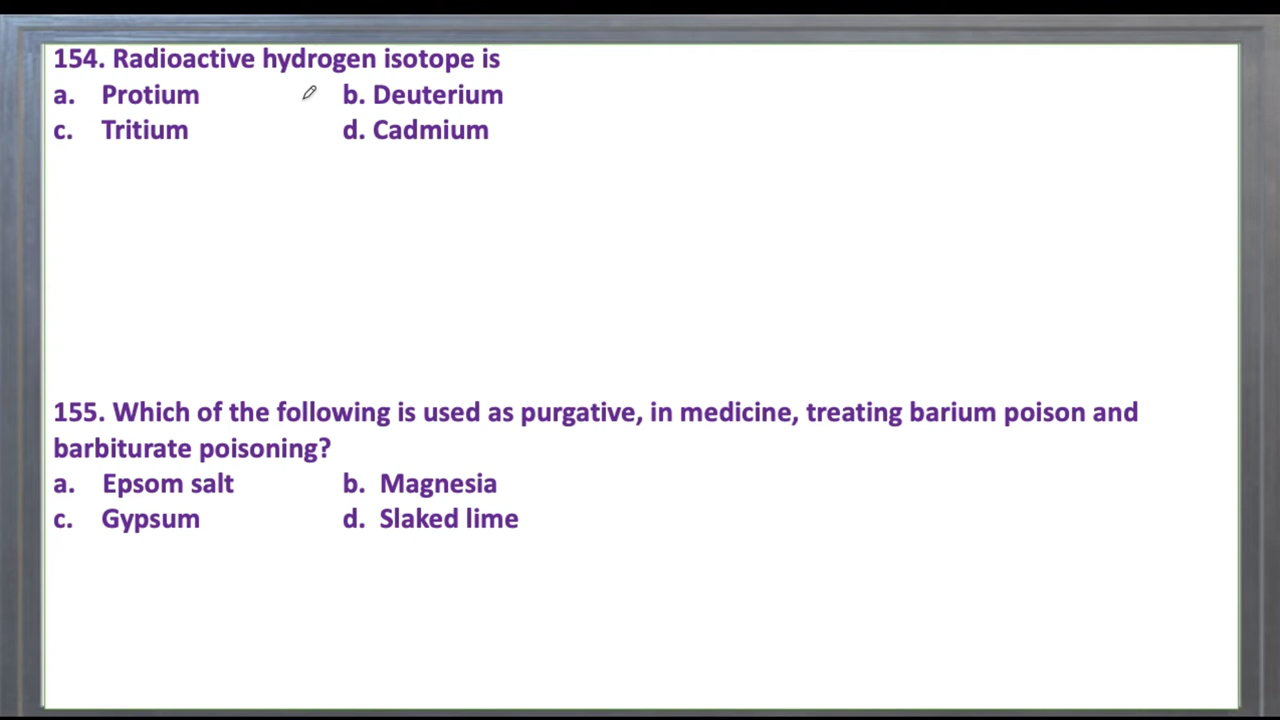 154. Radioactive hydrogen isotope is
a. Protium b. Deuterium
c. Tritium d. Cadmium
155. Which of the following is used as purgative, in medicine, treating barium poison and
barbiturate poisoning?
a. Epsom salt b. Magnesia
c. Gypsum d. Slaked lime